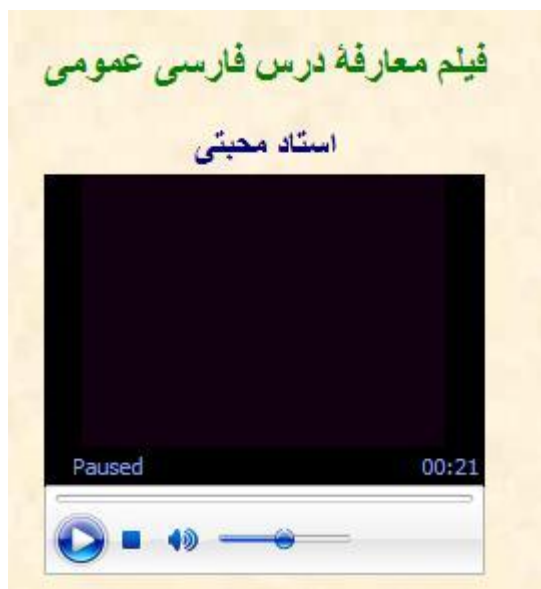 فیلم معارفهٔ درس فارسی عمومی
استاد محبتی
Paused 00:21